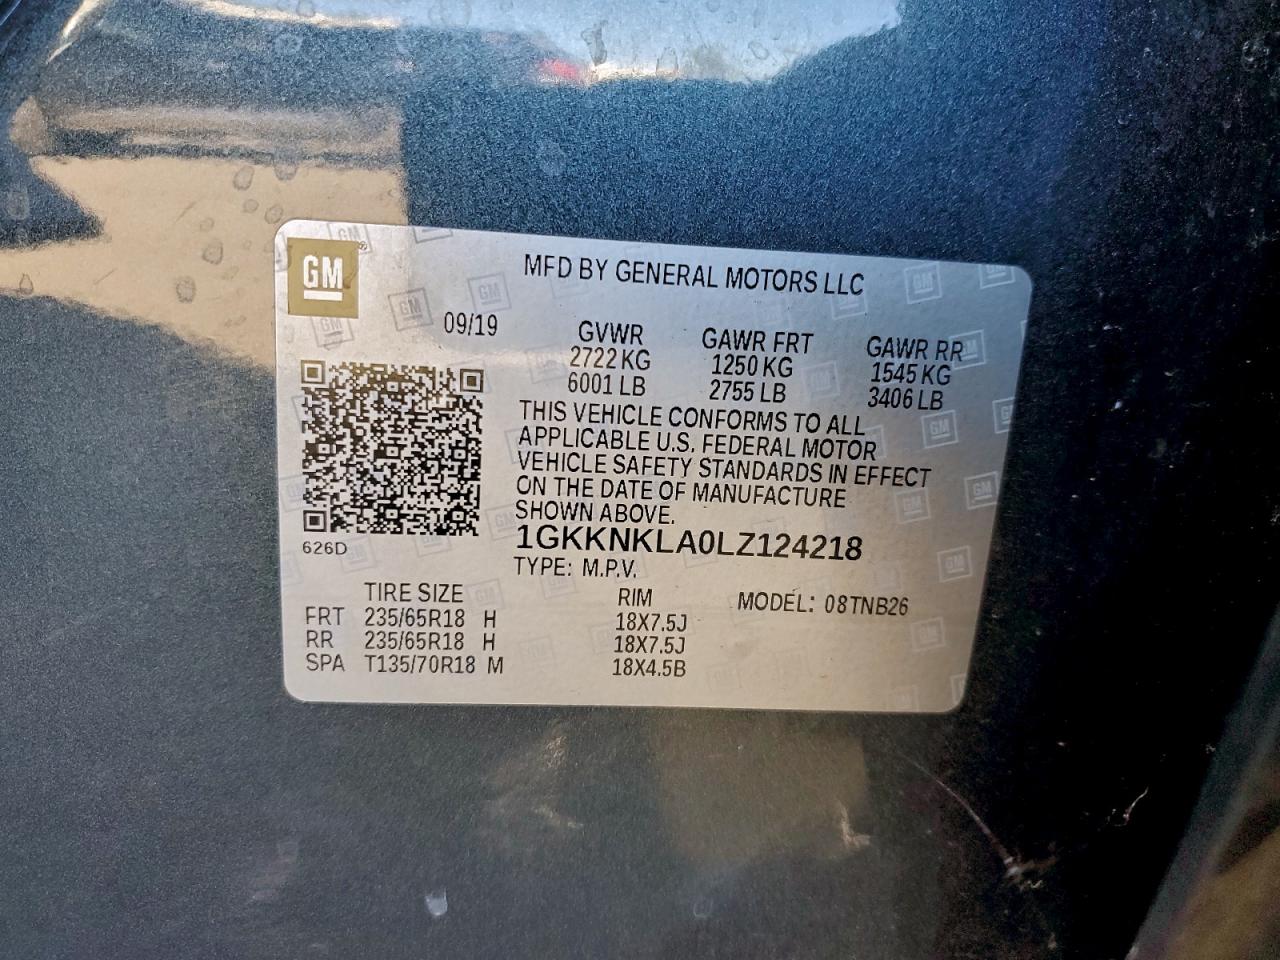 GM
MFD BY GENERAL MOTORS LLC
09/19
GVWR GAWR FRT GAWR RR
2722 KG 1250 KG 1545 KG
6001 LB 2755 LB 3406 LB
THIS VEHICLE CONFORMS TO ALL
APPLICABLE U.S. FEDERAL MOTOR
VEHICLE SAFETY STANDARDS IN EFFECT
ON THE DATE OF MANUFACTURE
SHOWN ABOVE.
626D
1GKKNKLA0LZ124218
TYPE: M.P.V.
TIRE SIZE RIM MODEL: 08TNB26
FRT 235/65R18 H 18X7.5J
RR 235/65R18 H 18X7.5J
SPA T135/70R18 M 18X4.5B